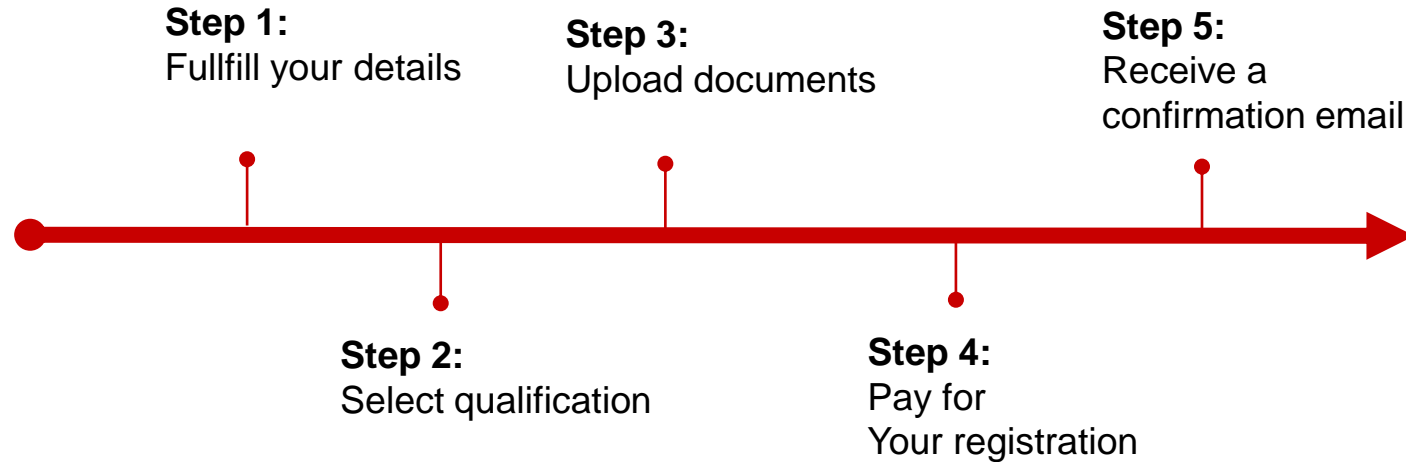 Step 1:
Fullfill your details
Step 2:
Select qualification
Step 3:
Upload documents
Step 4:
Pay for
Your registration
Step 5:
Receive a
confirmation email